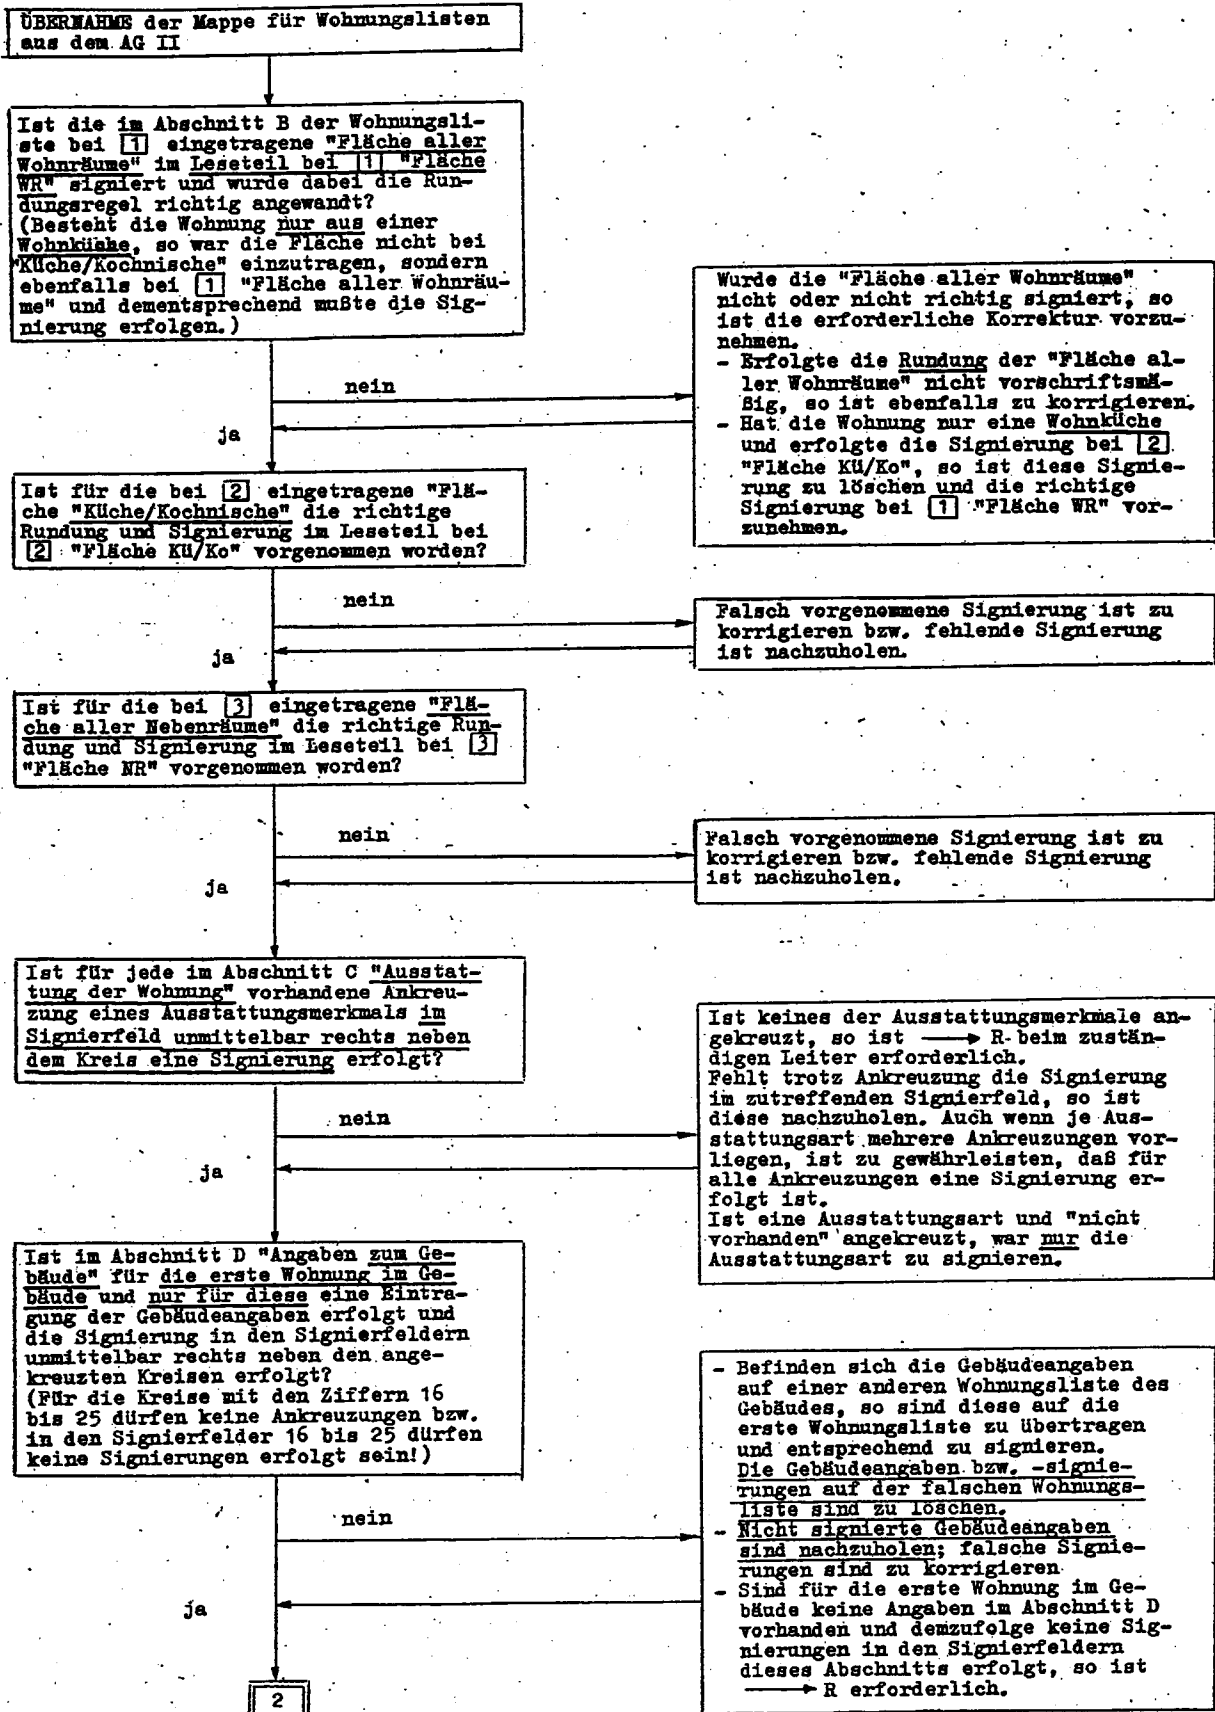 ÜBERNAHME der Mappe für Wohnungslisten
aus dem AG II
Ist die im Abschnitt B der Wohnungsli-
ste bei 1 eingetragene "Fläche aller
Wohnräume" im Leseteil bei 1 "Fläche
WR" signiert und wurde dabei die Run-
dungsregel richtig angewandt?
(Besteht die Wohnung nur aus einer
Wohnküche, so war die Fläche nicht bei
"Küche/Kochnische" einzutragen, sondern
ebenfalls bei 1 "Fläche aller Wohnräu-
me" und dementsprechend mußte die Sig-
nierung erfolgen.)
nein
ja
Wurde die "Fläche aller Wohnräume"
nicht oder nicht richtig signiert, so
ist die erforderliche Korrektur vorzu-
nehmen.
- Erfolgte die Rundung der "Fläche al-
ler Wohnräume" nicht vorschriftsmä-
ßig, so ist ebenfalls zu korrigieren.
- Hat die Wohnung nur eine Wohnküche
und erfolgte die Signierung bei 2
"Fläche Kü/Ko", so ist diese Signie-
rung zu löschen und die richtige
Signierung bei 1 "Fläche WR" vor-
zunehmen.
Ist für die bei 2 eingetragene "Flä-
che "Küche/Kochnische" die richtige
Rundung und Signierung im Leseteil bei
2 "Fläche Kü/Ko" vorgenommen worden?
nein
ja
Falsch vorgenommene Signierung ist zu
korrigieren bzw. fehlende Signierung
ist nachzuholen.
Ist für die bei 3 eingetragene "Flä-
che aller Nebenräume" die richtige Run-
dung und Signierung im Leseteil bei 3
"Fläche NR" vorgenommen worden?
nein
ja
Falsch vorgenommene Signierung ist zu
korrigieren bzw. fehlende Signierung
ist nachzuholen.
Ist für jede im Abschnitt C "Ausstat-
tung der Wohnung" vorhandene Ankreu-
zung eines Ausstattungsmerkmals im
Signierfeld unmittelbar rechts neben
dem Kreis eine Signierung erfolgt?
nein
ja
Ist keines der Ausstattungsmerkmale an-
gekreuzt, so ist → R beim zustän-
digen Leiter erforderlich.
Fehlt trotz Ankreuzung die Signierung
im zutreffenden Signierfeld, so ist
diese nachzuholen. Auch wenn je Aus-
stattungsart mehrere Ankreuzungen vor-
liegen, ist zu gewährleisten, daß für
alle Ankreuzungen eine Signierung er-
folgt ist.
Ist eine Ausstattungsart und "nicht
vorhanden" angekreuzt, war nur die
Ausstattungsart zu signieren.
Ist im Abschnitt D "Angaben zum Ge-
bäude" für die erste Wohnung im Ge-
bäude und nur für diese eine Eintra-
gung der Gebäudeangaben erfolgt und
die Signierung in den Signierfeldern
unmittelbar rechts neben den ange-
kreuzten Kreisen erfolgt?
(Für die Kreise mit den Ziffern 16
bis 25 dürfen keine Ankreuzungen bzw.
in den Signierfelder 16 bis 25 dürfen
keine Signierungen erfolgt sein!)
nein
ja
- Befinden sich die Gebäudeangaben
auf einer anderen Wohnungsliste des
Gebäudes, so sind diese auf die
erste Wohnungsliste zu übertragen
und entsprechend zu signieren.
Die Gebäudeangaben bzw. -signie-
rungen auf der falschen Wohnungs-
liste sind zu löschen.
- Nicht signierte Gebäudeangaben
sind nachzuholen; falsche Signie-
rungen sind zu korrigieren
- Sind für die erste Wohnung im Ge-
bäude keine Angaben im Abschnitt D
vorhanden und demzufolge keine Sig-
nierungen in den Signierfeldern
dieses Abschnitts erfolgt, so ist
→ R erforderlich.
2